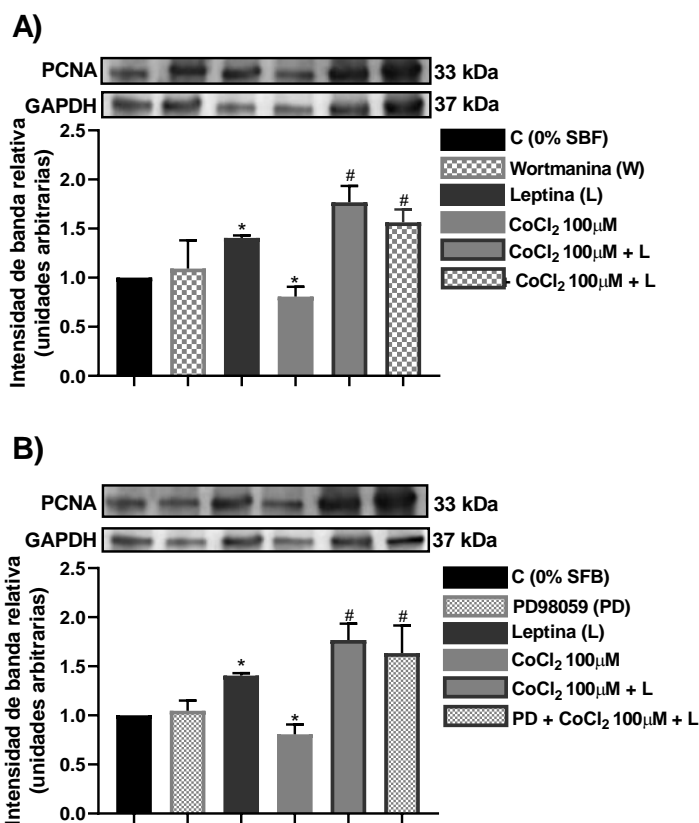 A)
PCNA 33 kDa
GAPDH 37 kDa
Intensidad de banda relativa
(unidades arbitrarias)
2.5
2.0
1.5
1.0
0.5
0.0
*
*
#
#
C (0% SBF)
Wortmanina (W)
Leptina (L)
CoCl₂ 100μM
CoCl₂ 100μM + L
CoCl₂ 100μM + L
B)
PCNA 33 kDa
GAPDH 37 kDa
Intensidad de banda relativa
(unidades arbitrarias)
2.5
2.0
1.5
1.0
0.5
0.0
*
*
#
#
C (0% SFB)
PD98059 (PD)
Leptina (L)
CoCl₂ 100μM
CoCl₂ 100μM + L
PD + CoCl₂ 100μM + L